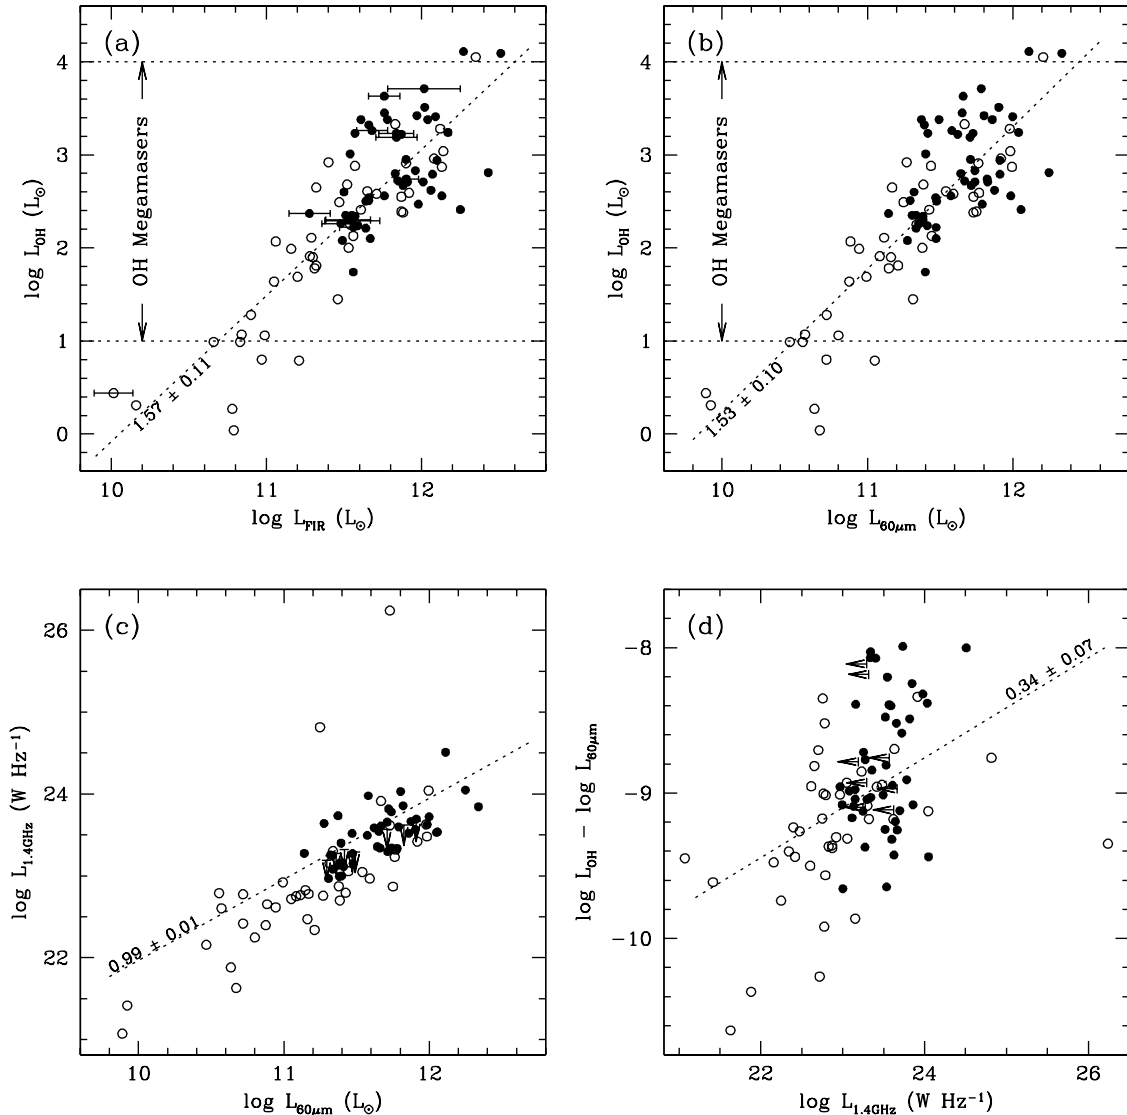 (a)
4
3
2
1
0
log L_OH (L_⊙)
OH Megamasers
1.57 ± 0.11
10 11 12
log L_FIR (L_⊙)
(b)
4
3
2
1
0
log L_OH (L_⊙)
OH Megamasers
1.53 ± 0.10
10 11 12
log L_60μm (L_⊙)
(c)
26
24
22
log L_1.4GHz (W Hz⁻¹)
0.99 ± 0.01
10 11 12
log L_60μm (L_⊙)
(d)
−8
−9
−10
log L_OH − log L_60μm
0.34 ± 0.07
22 24 26
log L_1.4GHz (W Hz⁻¹)